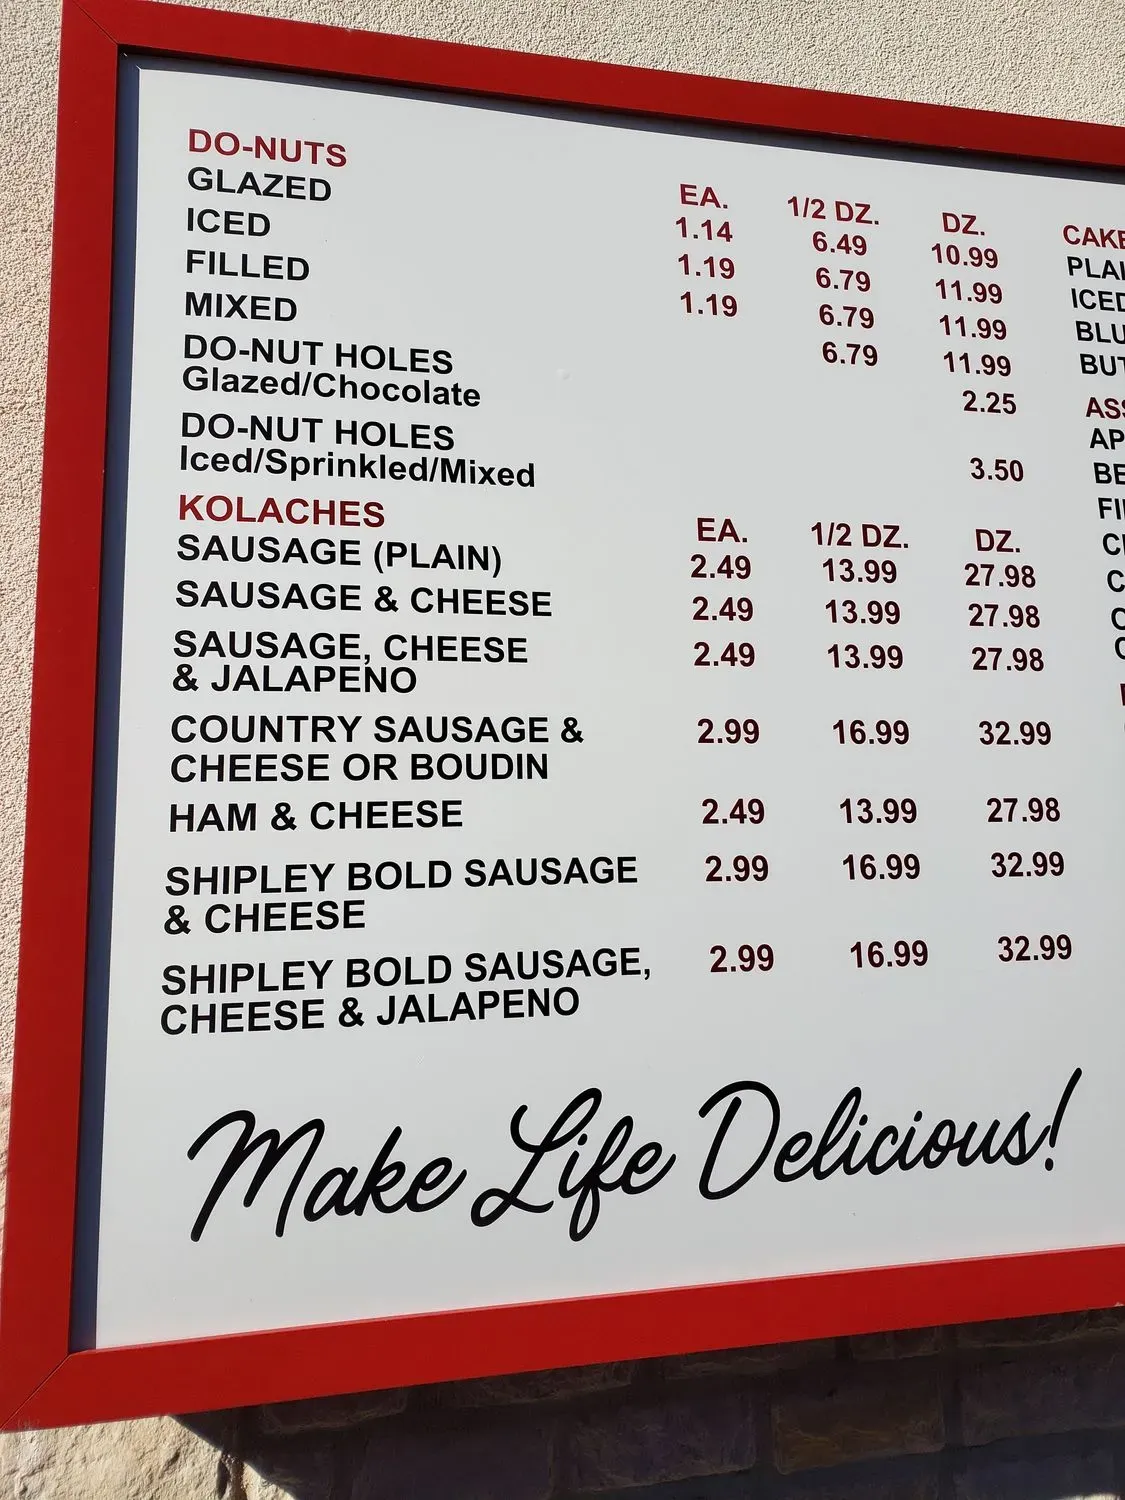 DO-NUTS
EA. 1/2 DZ. DZ.
GLAZED 1.14 6.49 10.99
ICED 1.19 6.79 11.99
FILLED 1.19 6.79 11.99
MIXED 6.79 11.99
DO-NUT HOLES 2.25
Glazed/Chocolate
DO-NUT HOLES 3.50
Iced/Sprinkled/Mixed
KOLACHES EA. 1/2 DZ. DZ.
SAUSAGE (PLAIN) 2.49 13.99 27.98
SAUSAGE & CHEESE 2.49 13.99 27.98
SAUSAGE, CHEESE 2.49 13.99 27.98
& JALAPENO
COUNTRY SAUSAGE & 2.99 16.99 32.99
CHEESE OR BOUDIN
HAM & CHEESE 2.49 13.99 27.98
SHIPLEY BOLD SAUSAGE 2.99 16.99 32.99
& CHEESE
SHIPLEY BOLD SAUSAGE, 2.99 16.99 32.99
CHEESE & JALAPENO
Make Life Delicious!
CAKE
ICED